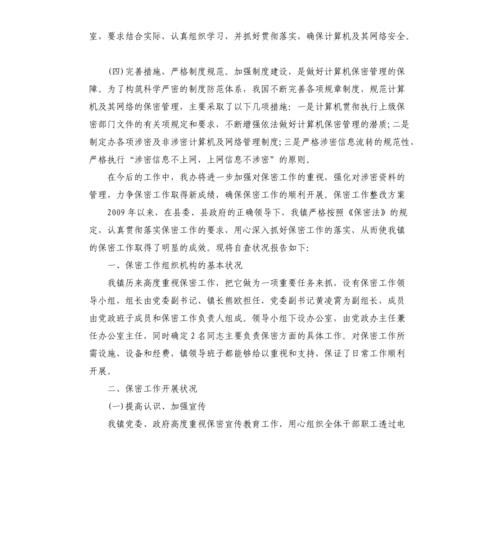 室，要求结合实际、认真组织学习，并抓好贯彻落实，确保计算机及其网络安全。
(四)完善措施、严格制度规范。加强制度建设，是做好计算机保密管理的保
障。为了构筑科学严密的制度防范体系，我国不断完善各项规章制度，规范计算
机及其网络的保密管理，主要采取了以下几项措施：一是计算机贯彻执行上级保
密部门文件的有关项规定和要求，不断增强依法做好计算机保密管理的潜质;二是
制定办各项涉密及非涉密计算机及网络管理制度;三是严格涉密信息流转的规范性，
严格执行“涉密信息不上网，上网信息不涉密”的原则。
在今后的工作中，我办将进一步加强对保密工作的重视，强化对涉密资料的
管理，力争保密工作取得新成绩，确保保密工作的顺利开展。保密工作整改方案
2009 年以来，在县委、县政府的正确领导下，我镇严格按照《保密法》的规
定，认真贯彻落实保密工作的要求，用心深入抓好保密工作的落实，从而使我镇
的保密工作取得了明显的成效。现将自查状况报告如下：
一、保密工作组织机构的基本状况
我镇历来高度重视保密工作，把它做为一项重要任务来抓，设有保密工作领
导小组，组长由党委副书记、镇长熊欧担任，党委副书记黄凌霄为副组长，成员
由党政班子成员和保密工作负责人组成。领导小组下设办公室，由党政办主任兼
任办公室主任，同时确定 2 名同志主要负责保密方面的具体工作。对保密工作所
需设施、设备和经费，镇领导班子都能够给以重视和支持，保证了日常工作顺利
开展。
二、保密工作开展状况
(一)提高认识、加强宣传
我镇党委、政府高度重视保密宣传教育工作，用心组织全体干部职工透过电